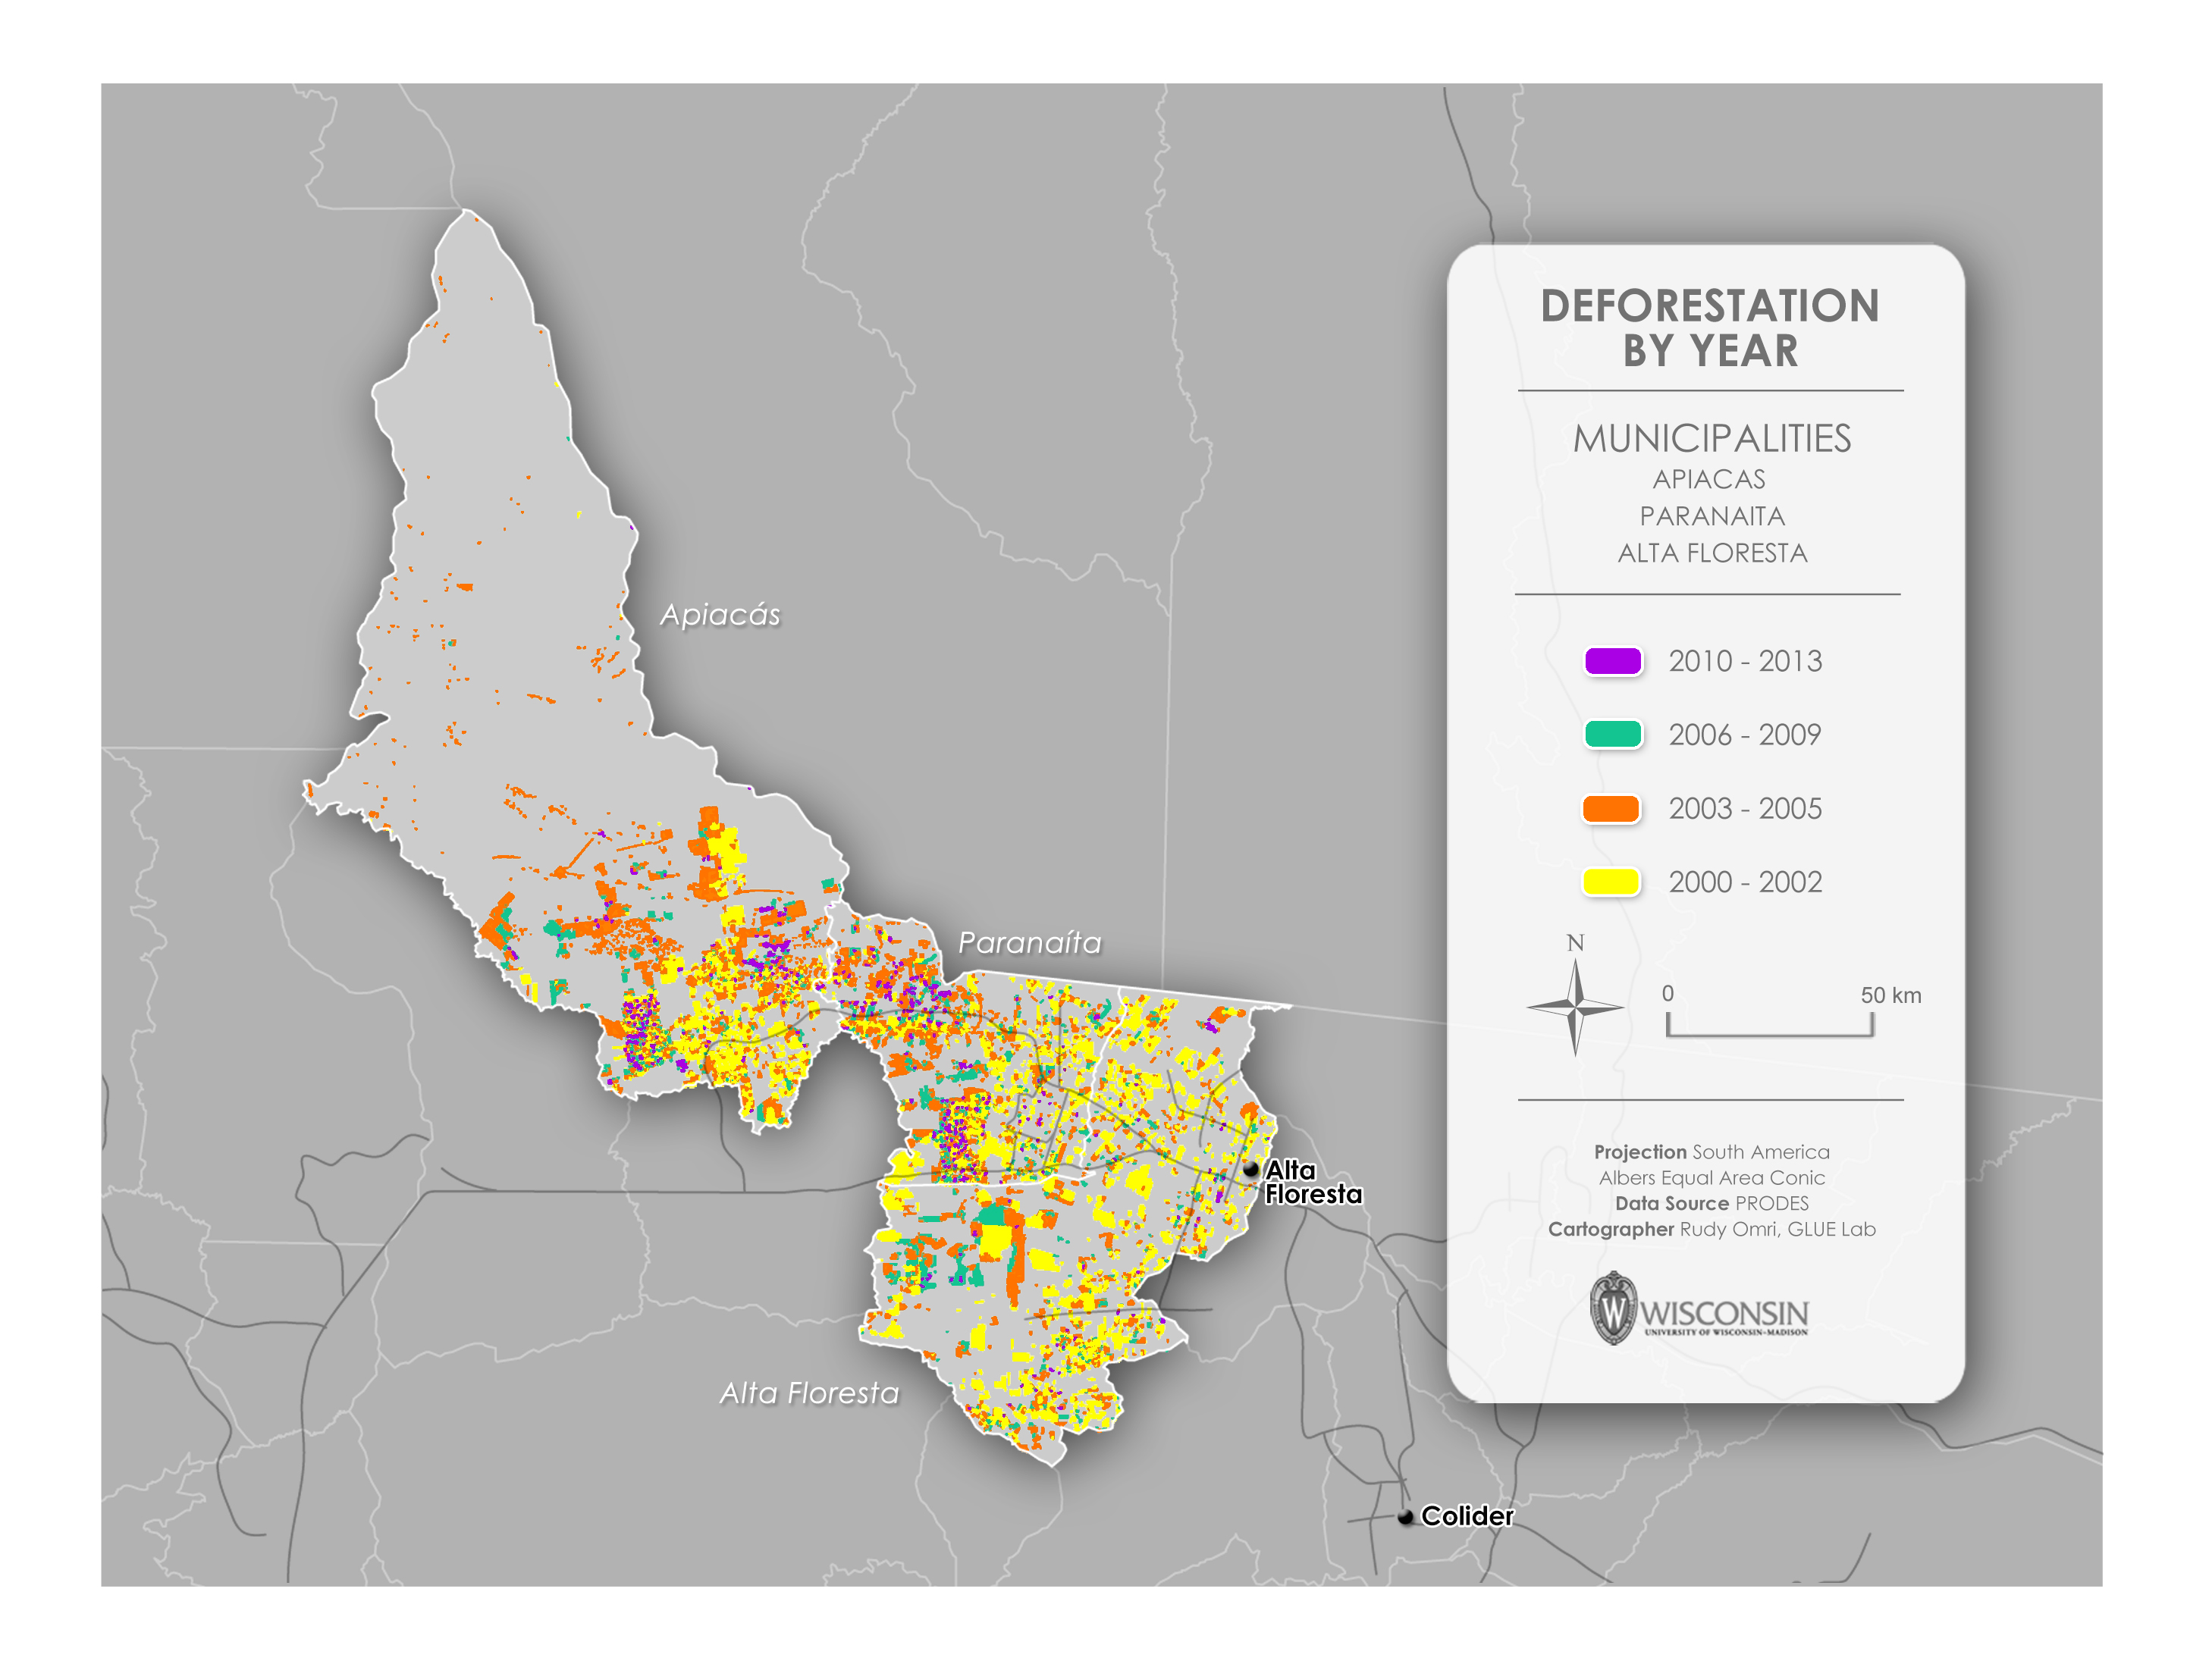 DEFORESTATION
BY YEAR
MUNICIPALITIES
APIACAS
PARANAITA
ALTA FLORESTA
2010 - 2013
2006 - 2009
2003 - 2005
2000 - 2002
N
0
50 km
Projection South America
Albers Equal Area Conic
Data Source PRODES
Cartographer Rudy Omri, GLUE Lab
W
WISCONSIN
UNIVERSITY OF WISCONSIN-MADISON
Apiacás
Paranaíta
Alta
Floresta
Alta Floresta
Colider